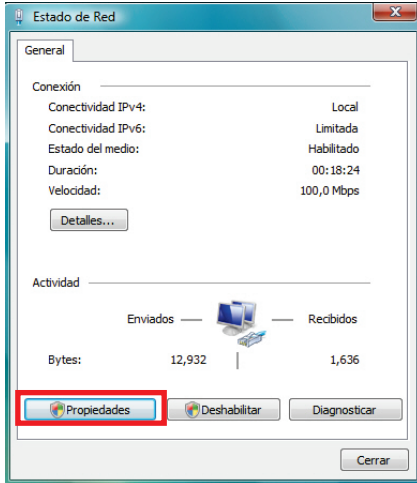 Estado de Red
General
Conexión
Conectividad IPv4: Local
Conectividad IPv6: Limitada
Estado del medio: Habilitado
Duración: 00:18:24
Velocidad: 100,0 Mbps
Detalles...
Actividad
Enviados Recibidos
Bytes: 12,932 1,636
Propiedades Deshabilitar Diagnosticar
Cerrar